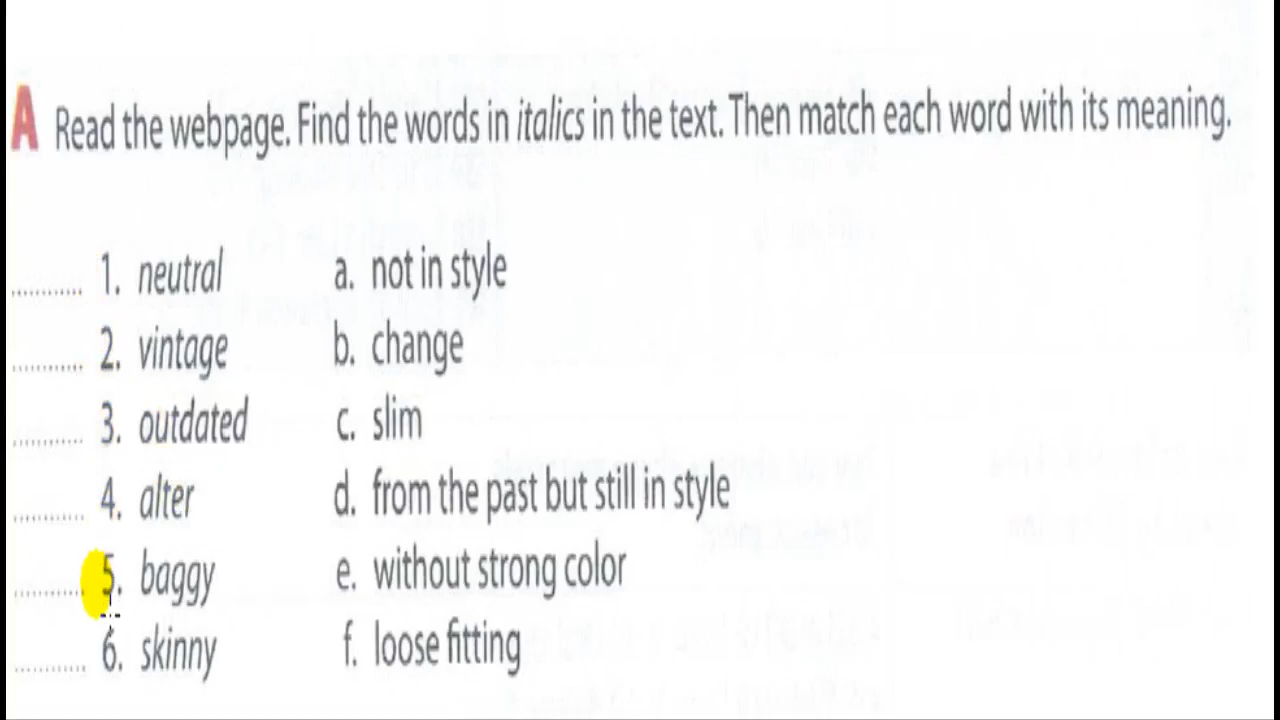 A Read the webpage. Find the words in italics in the text. Then match each word with its meaning.
........... 1. neutral a. not in style
........... 2. vintage b. change
........... 3. outdated c. slim
........... 4. alter d. from the past but still in style
........... 5. baggy e. without strong color
........... 6. skinny f. loose fitting